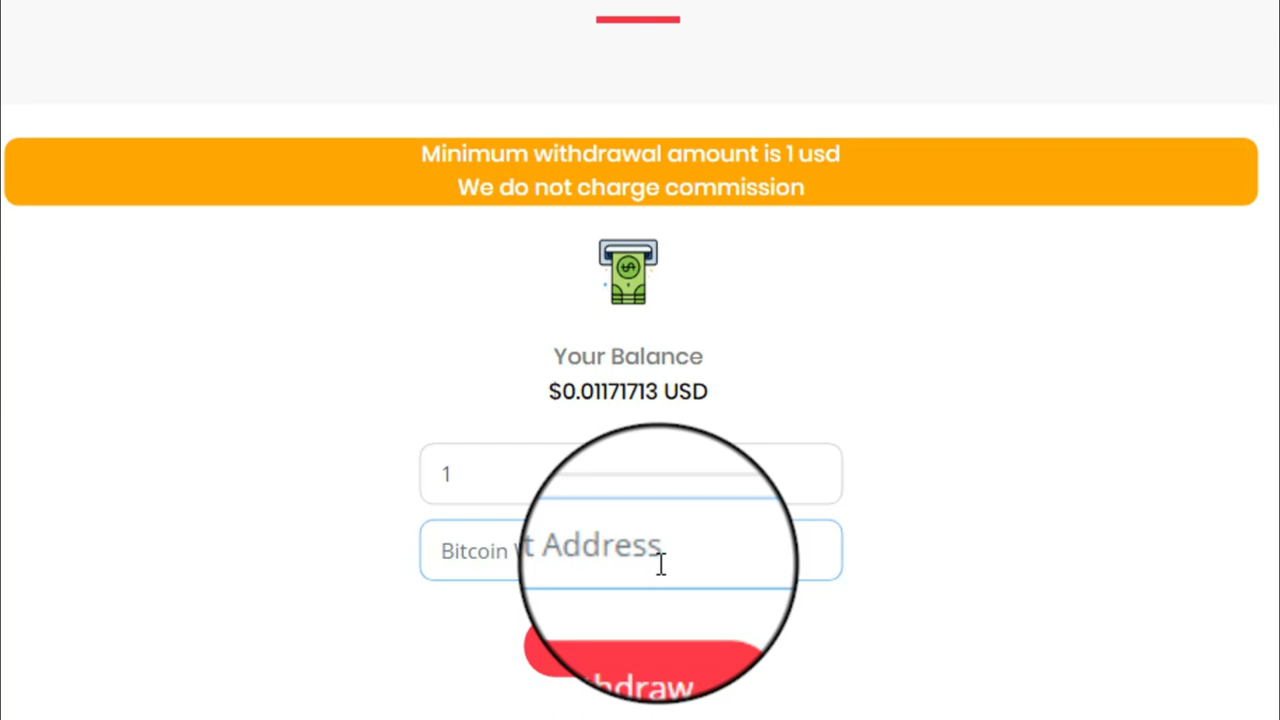 Minimum withdrawal amount is 1 usd
We do not charge commission
Your Balance
$0.01171713 USD
1
Bitcoin t Address
hdraw